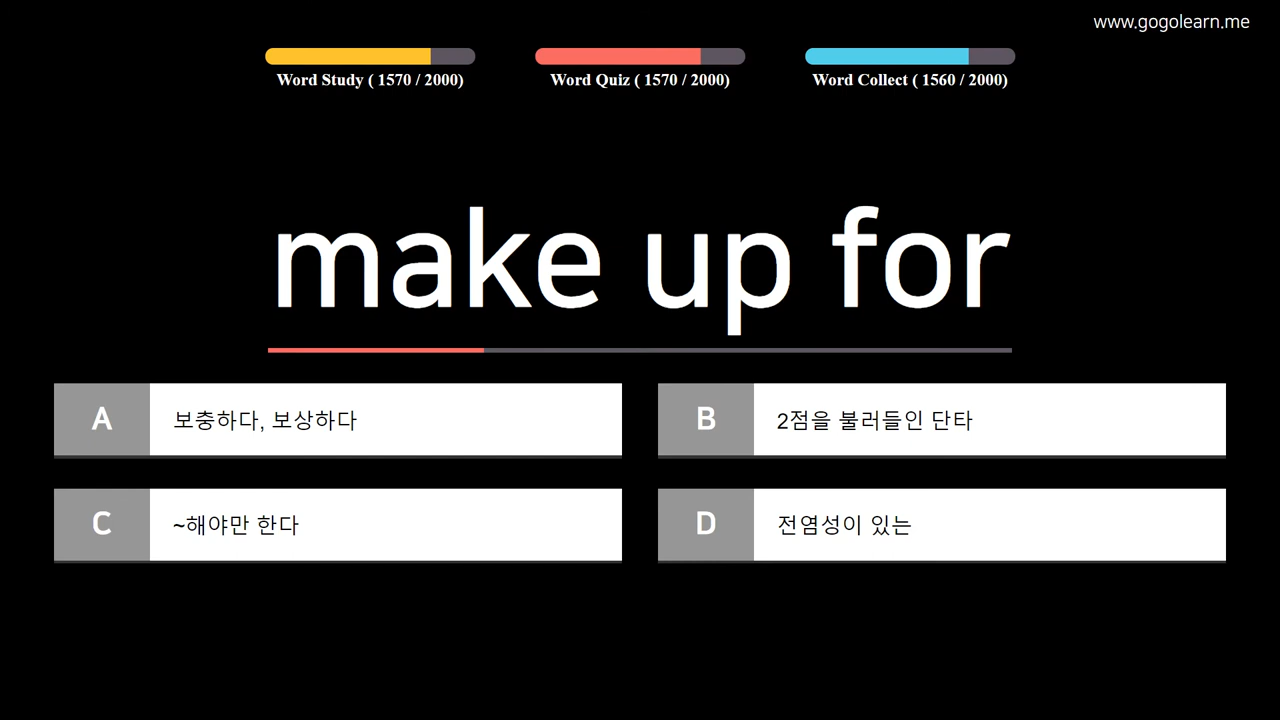 www.gogolearn.me
Word Study ( 1570 / 2000)
Word Quiz ( 1570 / 2000)
Word Collect ( 1560 / 2000)
make up for
A 보충하다, 보상하다
B 2점을 불러들인 단타
C ~해야만 한다
D 전염성이 있는